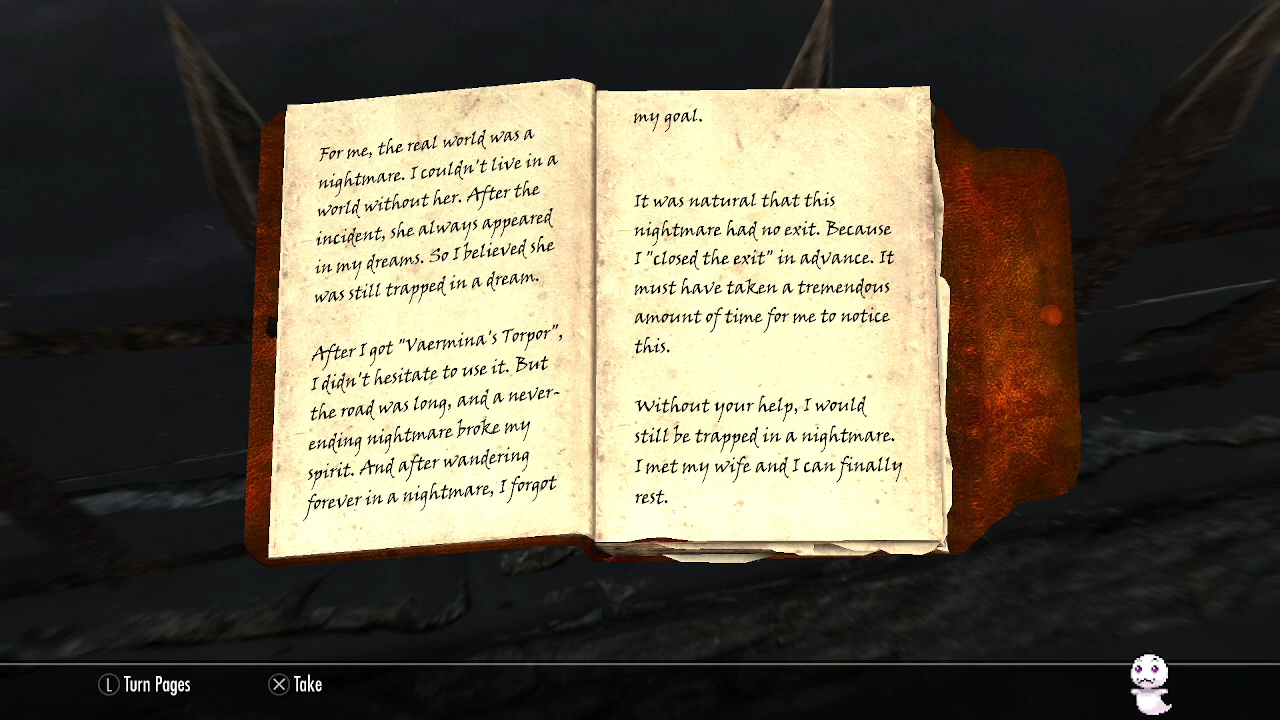 For me, the real world was a
nightmare. I couldn't live in a
world without her. After the
incident, she always appeared
in my dreams. So I believed she
was still trapped in a dream.
After I got "Vaermina's Torpor",
I didn't hesitate to use it. But
the road was long, and a never-
ending nightmare broke my
spirit. And after wandering
forever in a nightmare, I forgot
my goal.
It was natural that this
nightmare had no exit. Because
I "closed the exit" in advance. It
must have taken a tremendous
amount of time for me to notice
this.
Without your help, I would
still be trapped in a nightmare.
I met my wife and I can finally
rest.
L Turn Pages
X Take